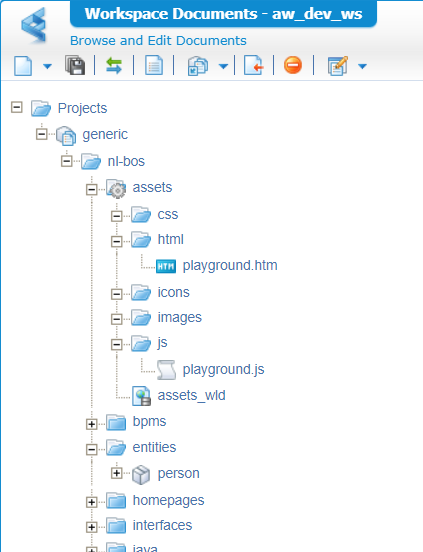 Workspace Documents - aw_dev_ws
Browse and Edit Documents
Projects
generic
nl-bos
assets
css
html
HTM playground.htm
icons
images
js
playground.js
assets_wld
bpms
entities
person
homepages
interfaces
java